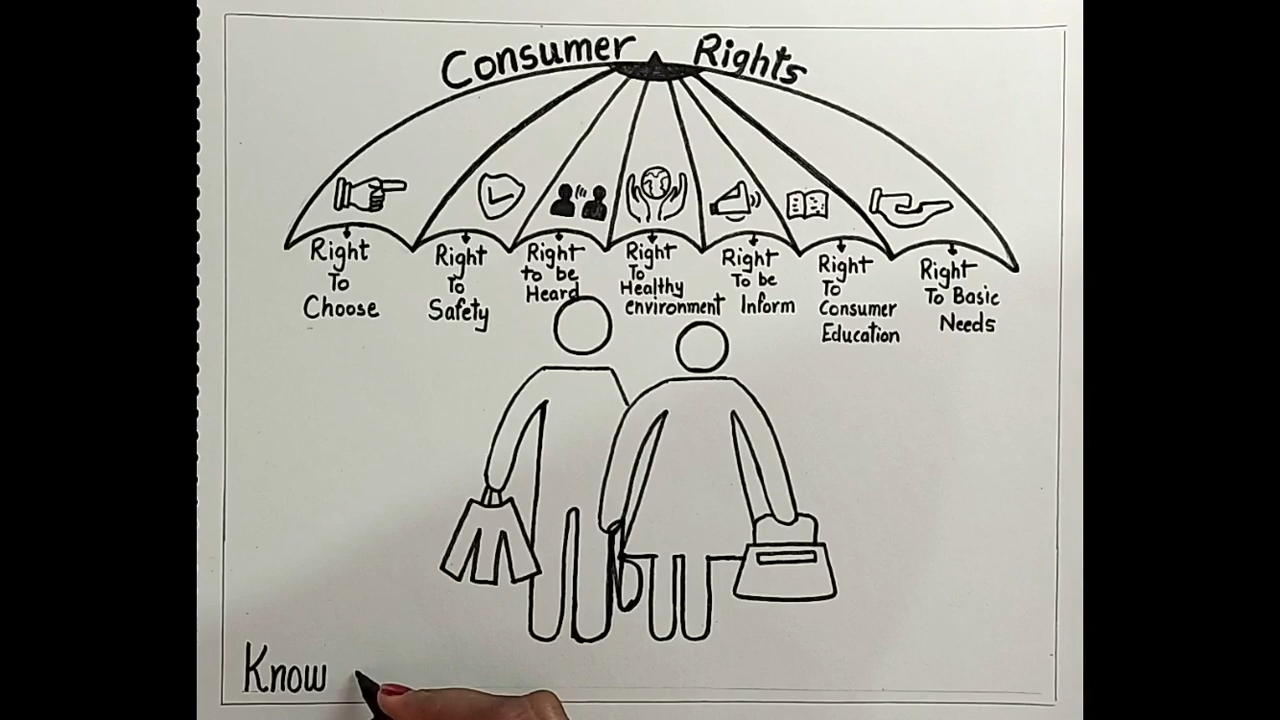 Consumer Rights
Right
To
Choose
Right
To
Safety
Right
to be
Heard
Right
To
Healthy
environment
Right
To be
Inform
Right
To
Consumer
Education
Right
To Basic
Needs
Know